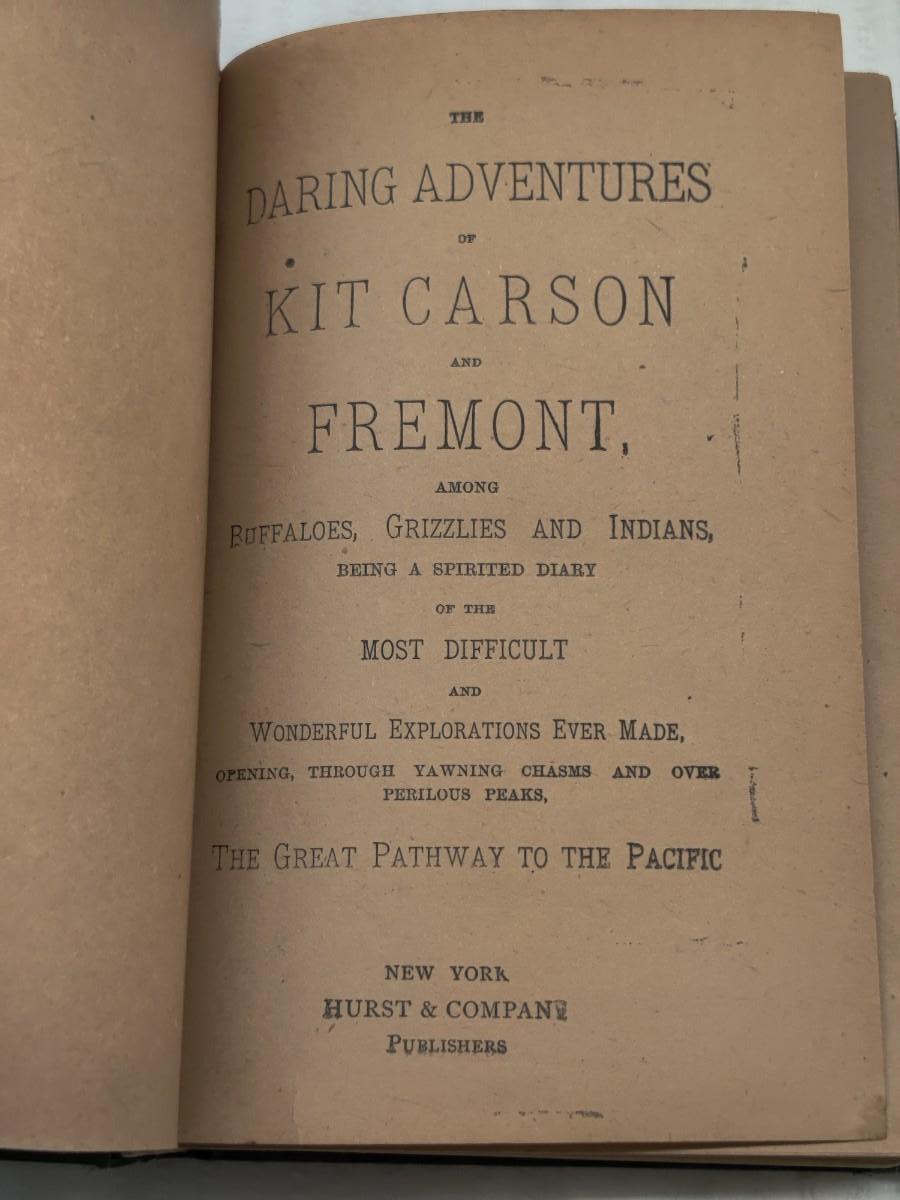 THE
DARING ADVENTURES
OF
KIT CARSON
AND
FREMONT,
AMONG
BUFFALOES, GRIZZLIES AND INDIANS,
BEING A SPIRITED DIARY
OF THE
MOST DIFFICULT
AND
WONDERFUL EXPLORATIONS EVER MADE,
OPENING, THROUGH YAWNING CHASMS AND OVER
PERILOUS PEAKS,
THE GREAT PATHWAY TO THE PACIFIC
NEW YORK
HURST & COMPANY
PUBLISHERS